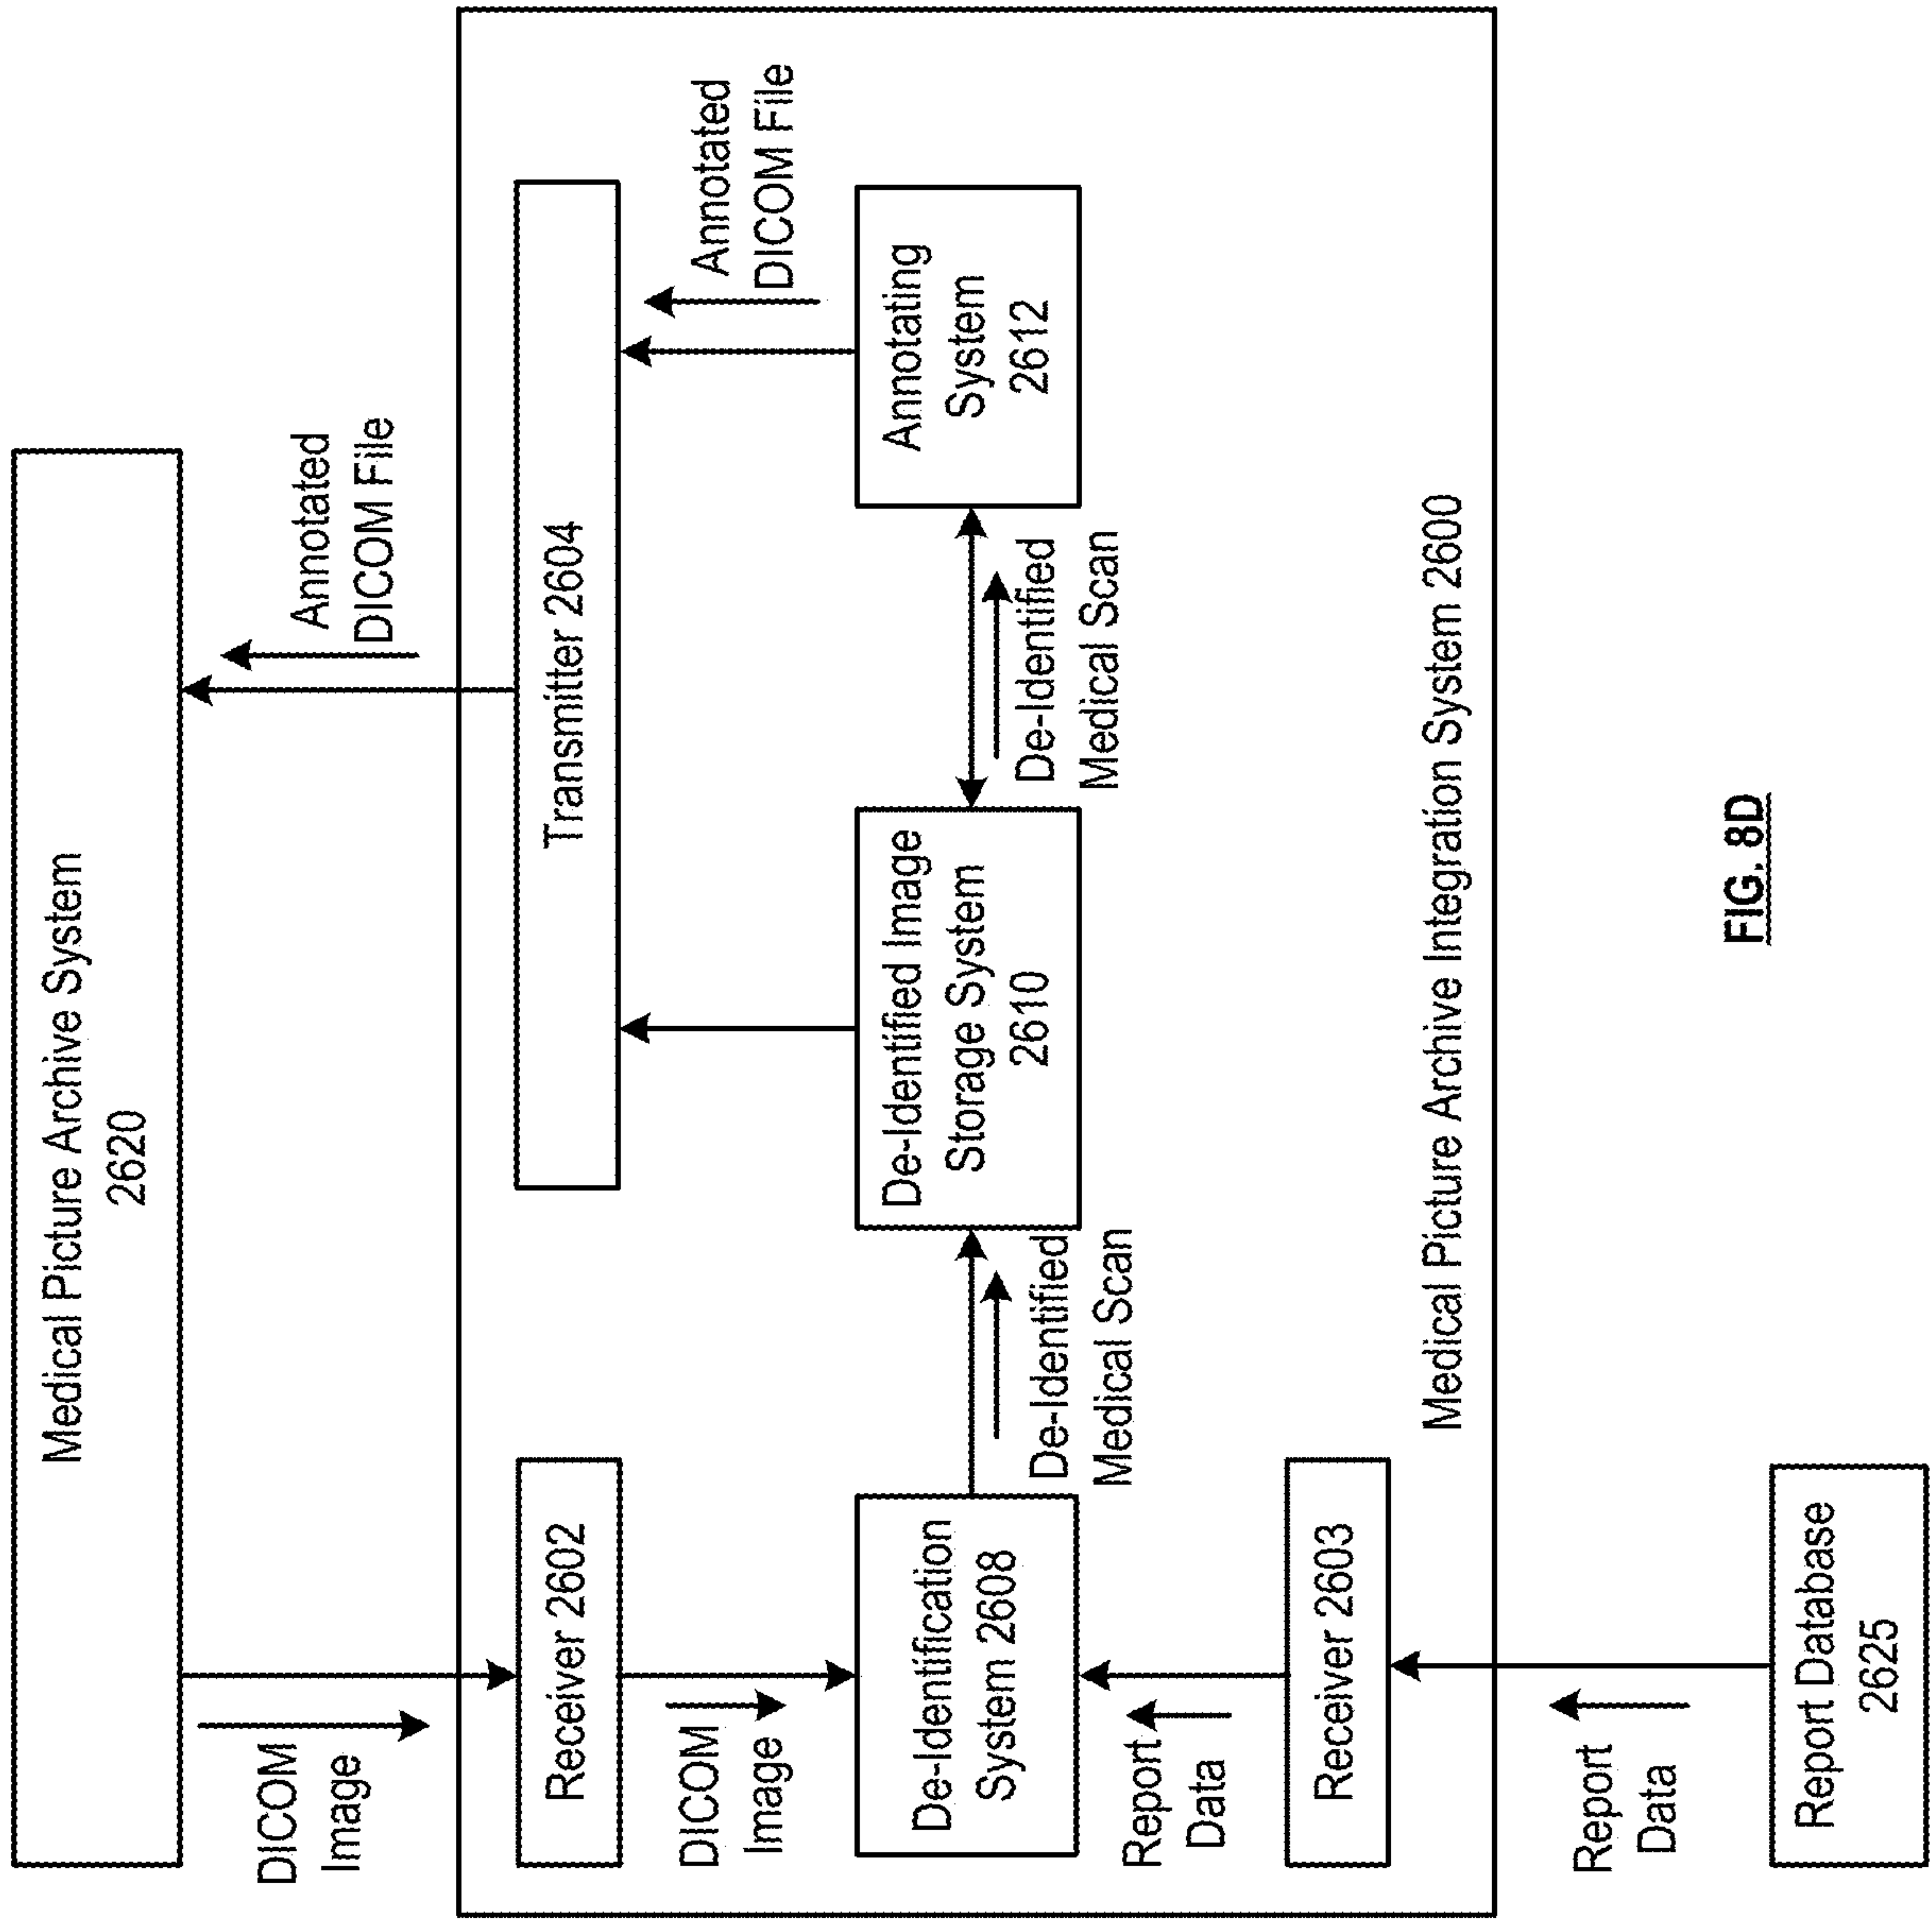 Medical Picture Archive System
2620
DICOM
Image
Annotated
DICOM File
Receiver 2602
Transmitter 2604
DICOM
Image
Annotated
DICOM File
De-Identification
System 2608
De-Identified
Medical Scan
De-Identified Image
Storage System
2610
De-Identified
Medical Scan
Annotating
System
2612
Report
Data
Receiver 2603
Medical Picture Archive Integration System 2600
Report
Data
Report Database
2625
FIG. 8D